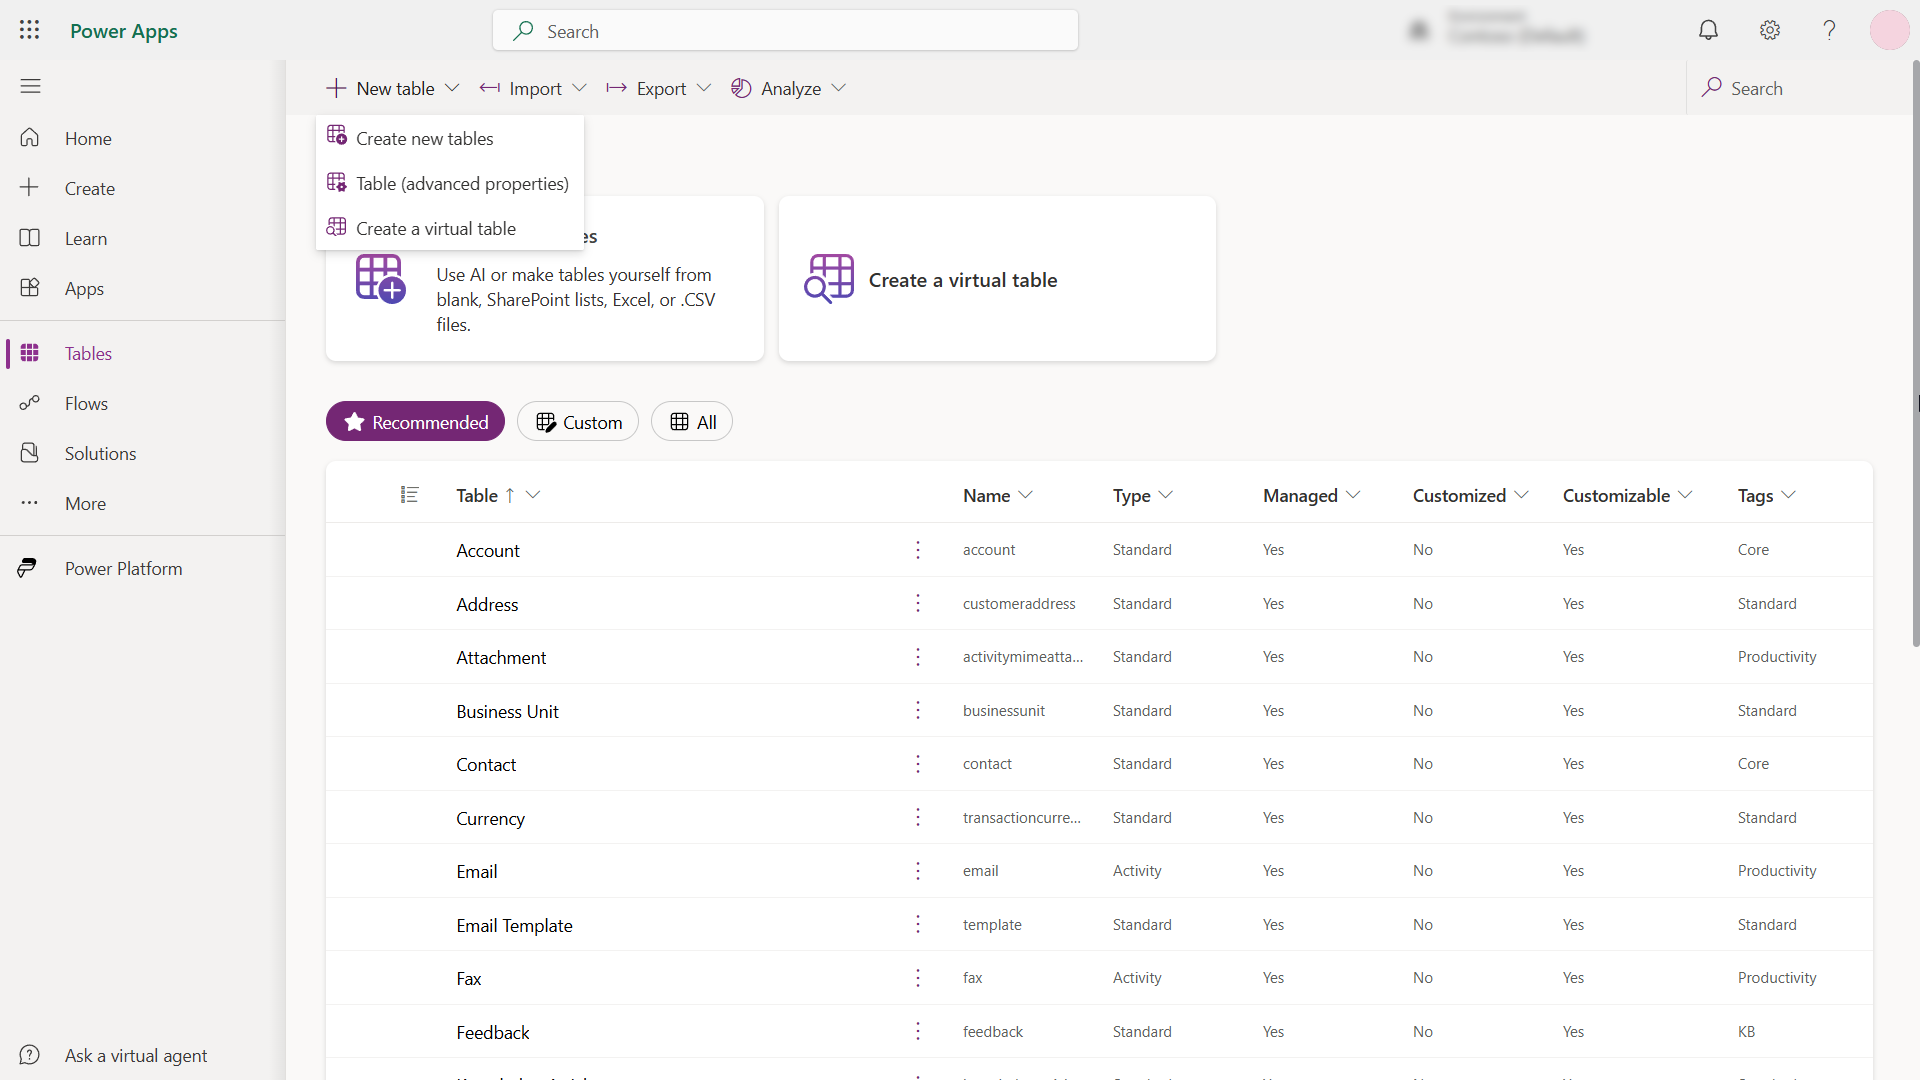 Power Apps
Search
New table
Import
Export
Analyze
Search
Home
Create
Learn
Apps
Tables
Flows
Solutions
More
Power Platform
Ask a virtual agent
Create new tables
Table (advanced properties)
Create a virtual table
es
Use AI or make tables yourself from
blank, SharePoint lists, Excel, or .CSV
files.
Create a virtual table
Recommended
Custom
All
Table ↑ Name Type Managed Customized Customizable Tags
Account account Standard Yes No Yes Core
Address customeraddress Standard Yes No Yes Standard
Attachment activitymimeatta... Standard Yes No Yes Productivity
Business Unit businessunit Standard Yes No Yes Standard
Contact contact Standard Yes No Yes Core
Currency transactioncurre... Standard Yes No Yes Standard
Email email Activity Yes No Yes Productivity
Email Template template Standard Yes No Yes Standard
Fax fax Activity Yes No Yes Productivity
Feedback feedback Standard Yes No Yes KB